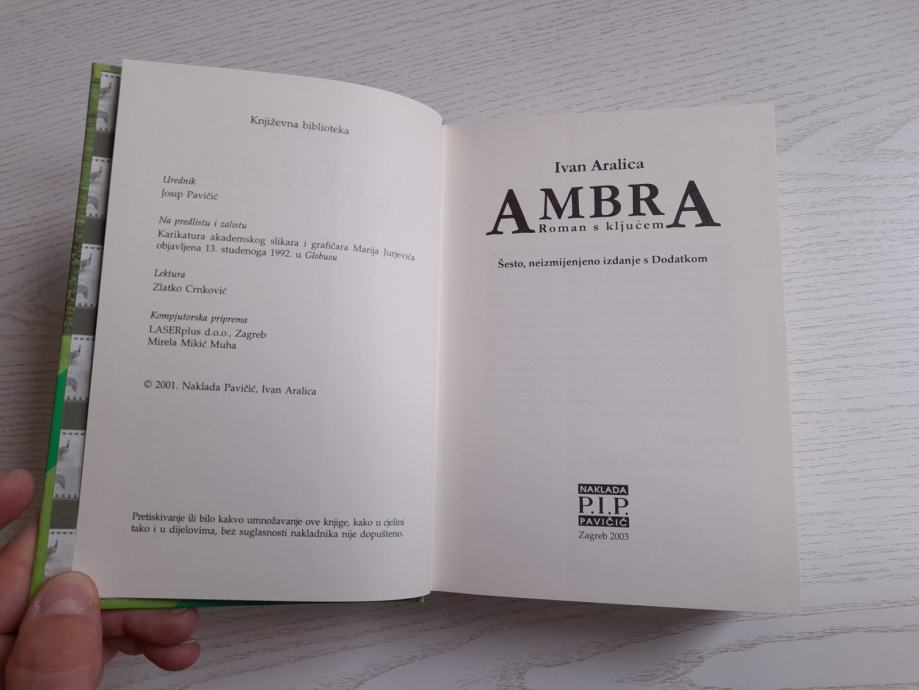 Književna biblioteka
Urednik
Josip Pavičić
Na predlistu i zalistu
Karikatura akademskog slikara i grafičara Marija Jurjevića
objavljena 13. studenoga 1992. u Globusu
Lektura
Zlatko Crnković
Kompjutorska priprema
LASERplus d.o.o., Zagreb
Mirela Mikić Muha
© 2001. Naklada Pavičić, Ivan Aralica
Pretiskivanje ili bilo kakvo umnožavanje ove knjige, kako u cjelini
tako i u dijelovima, bez suglasnosti nakladnika nije dopušteno.
Ivan Aralica
AMBRA
Roman s ključem
Šesto, neizmijenjeno izdanje s Dodatkom
NAKLADA
P.I.P.
PAVIČIĆ
Zagreb 2003